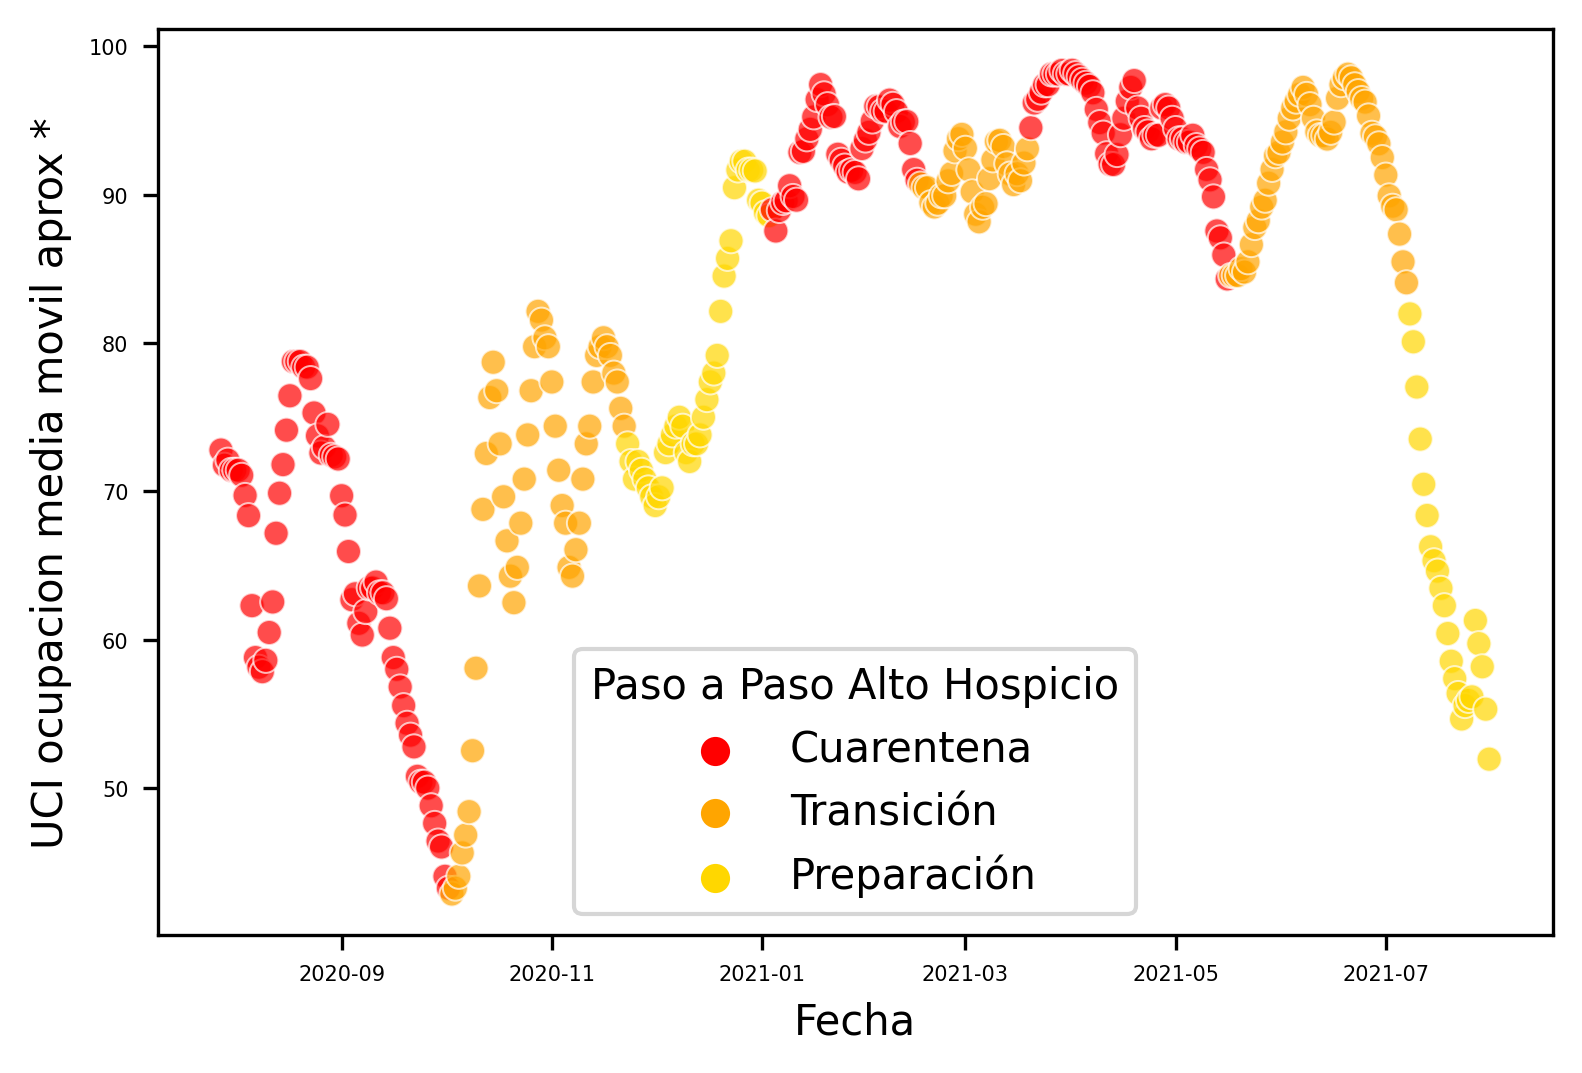 UCI ocupacion media movil aprox *
100
90
80
70
60
50
Paso a Paso Alto Hospicio
Cuarentena
Transición
Preparación
2020-09
2020-11
2021-01
2021-03
2021-05
2021-07
Fecha